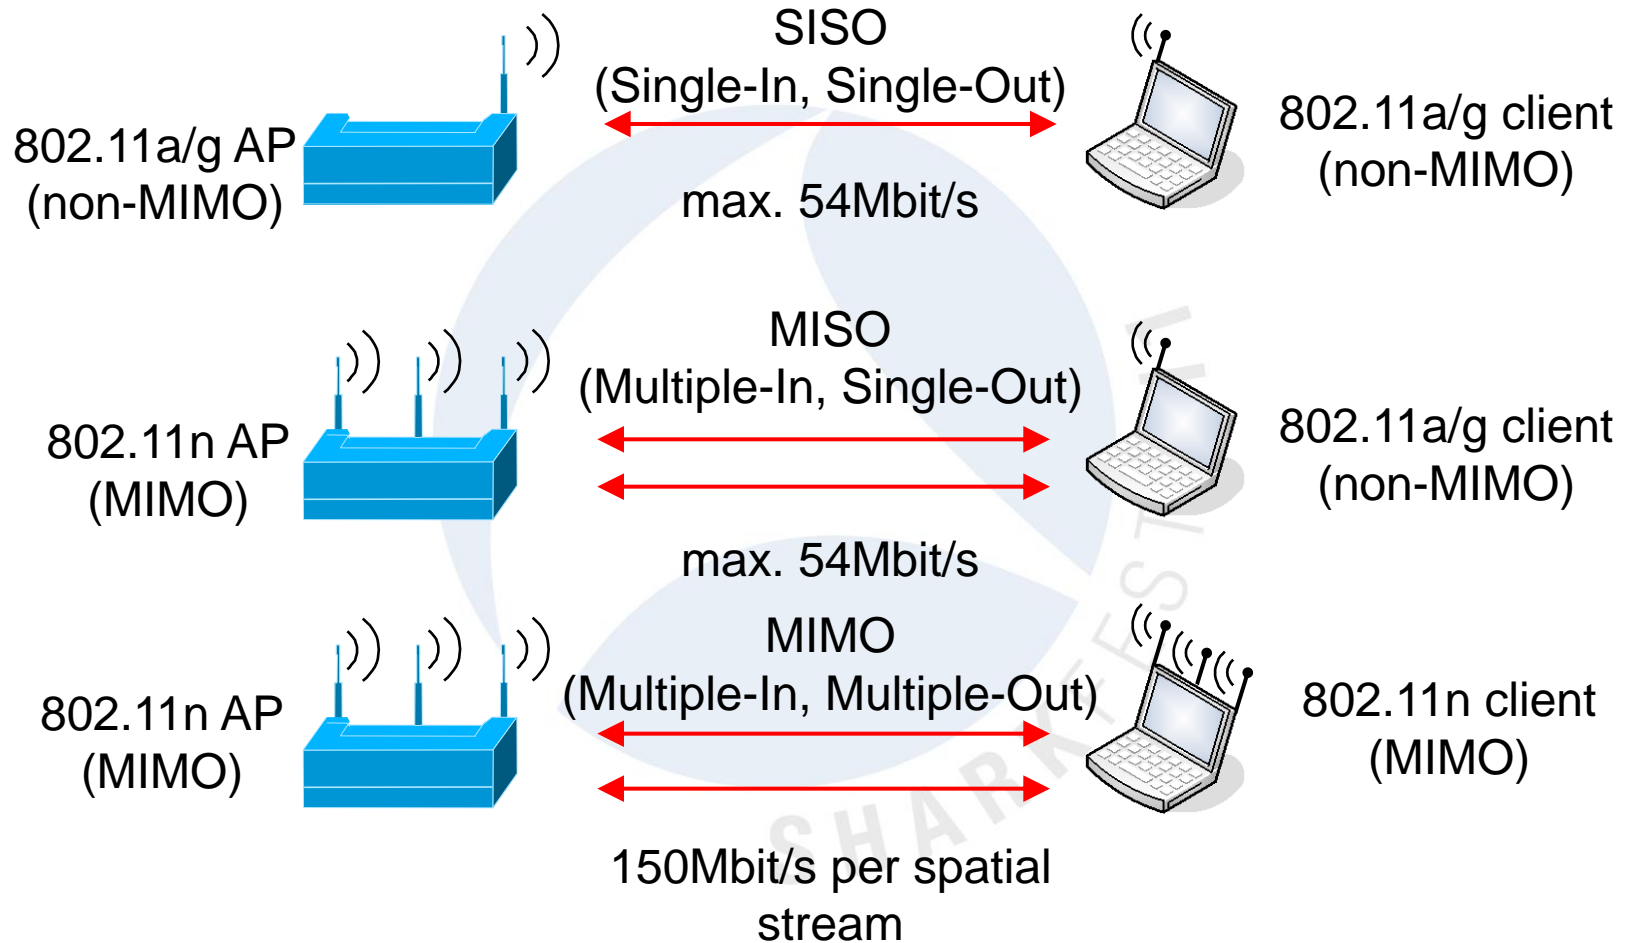 SISO
(Single-In, Single-Out)
802.11a/g AP
(non-MIMO)
max. 54Mbit/s
802.11a/g client
(non-MIMO)
MISO
(Multiple-In, Single-Out)
802.11n AP
(MIMO)
max. 54Mbit/s
802.11a/g client
(non-MIMO)
MIMO
(Multiple-In, Multiple-Out)
802.11n AP
(MIMO)
150Mbit/s per spatial
stream
802.11n client
(MIMO)
SHARKFEST